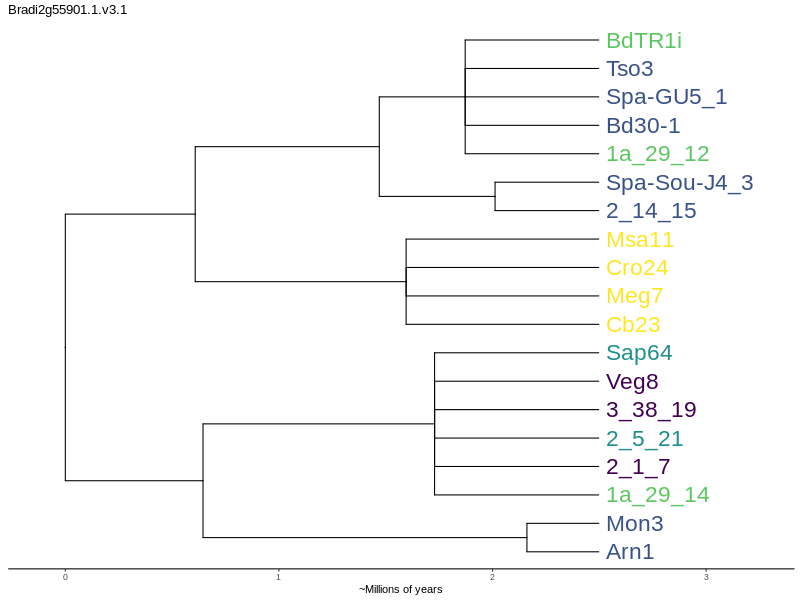 Bradi2g55901.1.v3.1
BdTR1i
Tso3
Spa-GU5_1
Bd30-1
1a_29_12
Spa-Sou-J4_3
2_14_15
Msa11
Cro24
Meg7
Cb23
Sap64
Veg8
3_38_19
2_5_21
2_1_7
1a_29_14
Mon3
Arn1
0 1 2 3
~Millions of years